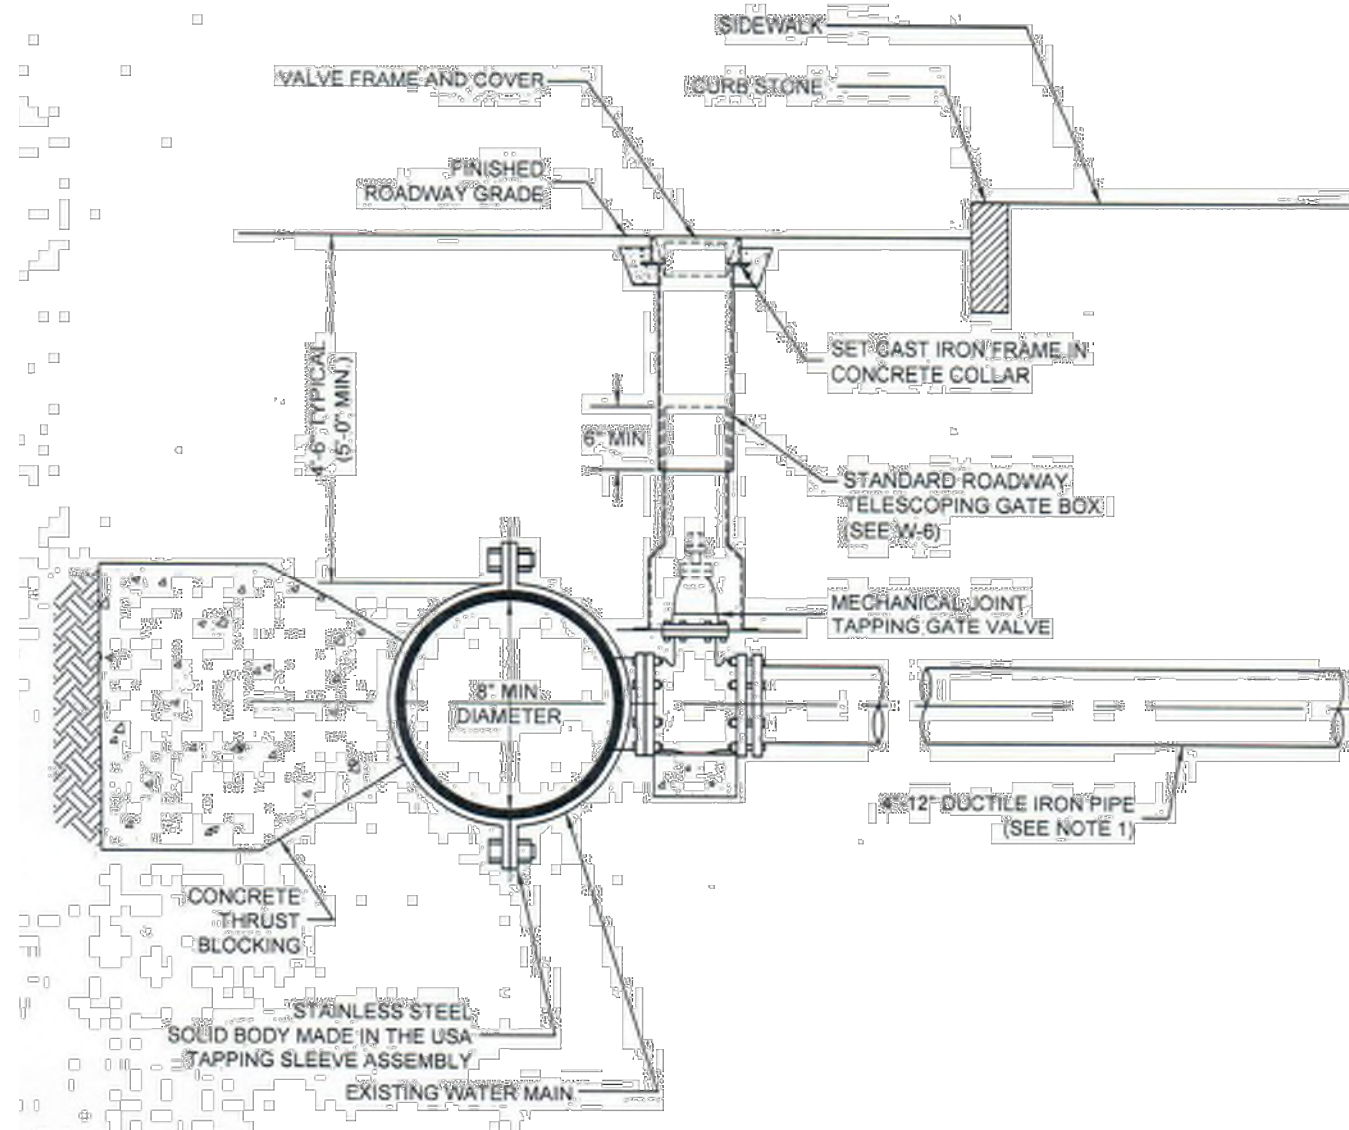 SIDEWALK
VALVE FRAME AND COVER
CURB STONE
FINISHED
ROADWAY GRADE
SET CAST IRON FRAME IN
CONCRETE COLLAR
4'-6" TYPICAL
(5'-0" MIN.)
6" MIN
STANDARD ROADWAY
TELESCOPING GATE BOX
(SEE W-6)
MECHANICAL JOINT
TAPPING GATE VALVE
8" MIN
DIAMETER
4"-12" DUCTILE IRON PIPE
(SEE NOTE 1)
CONCRETE
THRUST
BLOCKING
STAINLESS STEEL
SOLID BODY MADE IN THE USA
TAPPING SLEEVE ASSEMBLY
EXISTING WATER MAIN